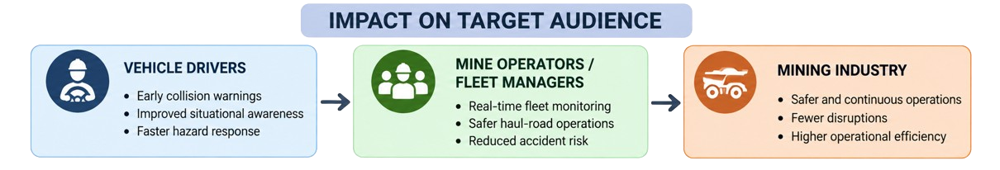 IMPACT ON TARGET AUDIENCE
VEHICLE DRIVERS
• Early collision warnings
• Improved situational awareness
• Faster hazard response
MINE OPERATORS /
FLEET MANAGERS
• Real-time fleet monitoring
• Safer haul-road operations
• Reduced accident risk
MINING INDUSTRY
• Safer and continuous operations
• Fewer disruptions
• Higher operational efficiency